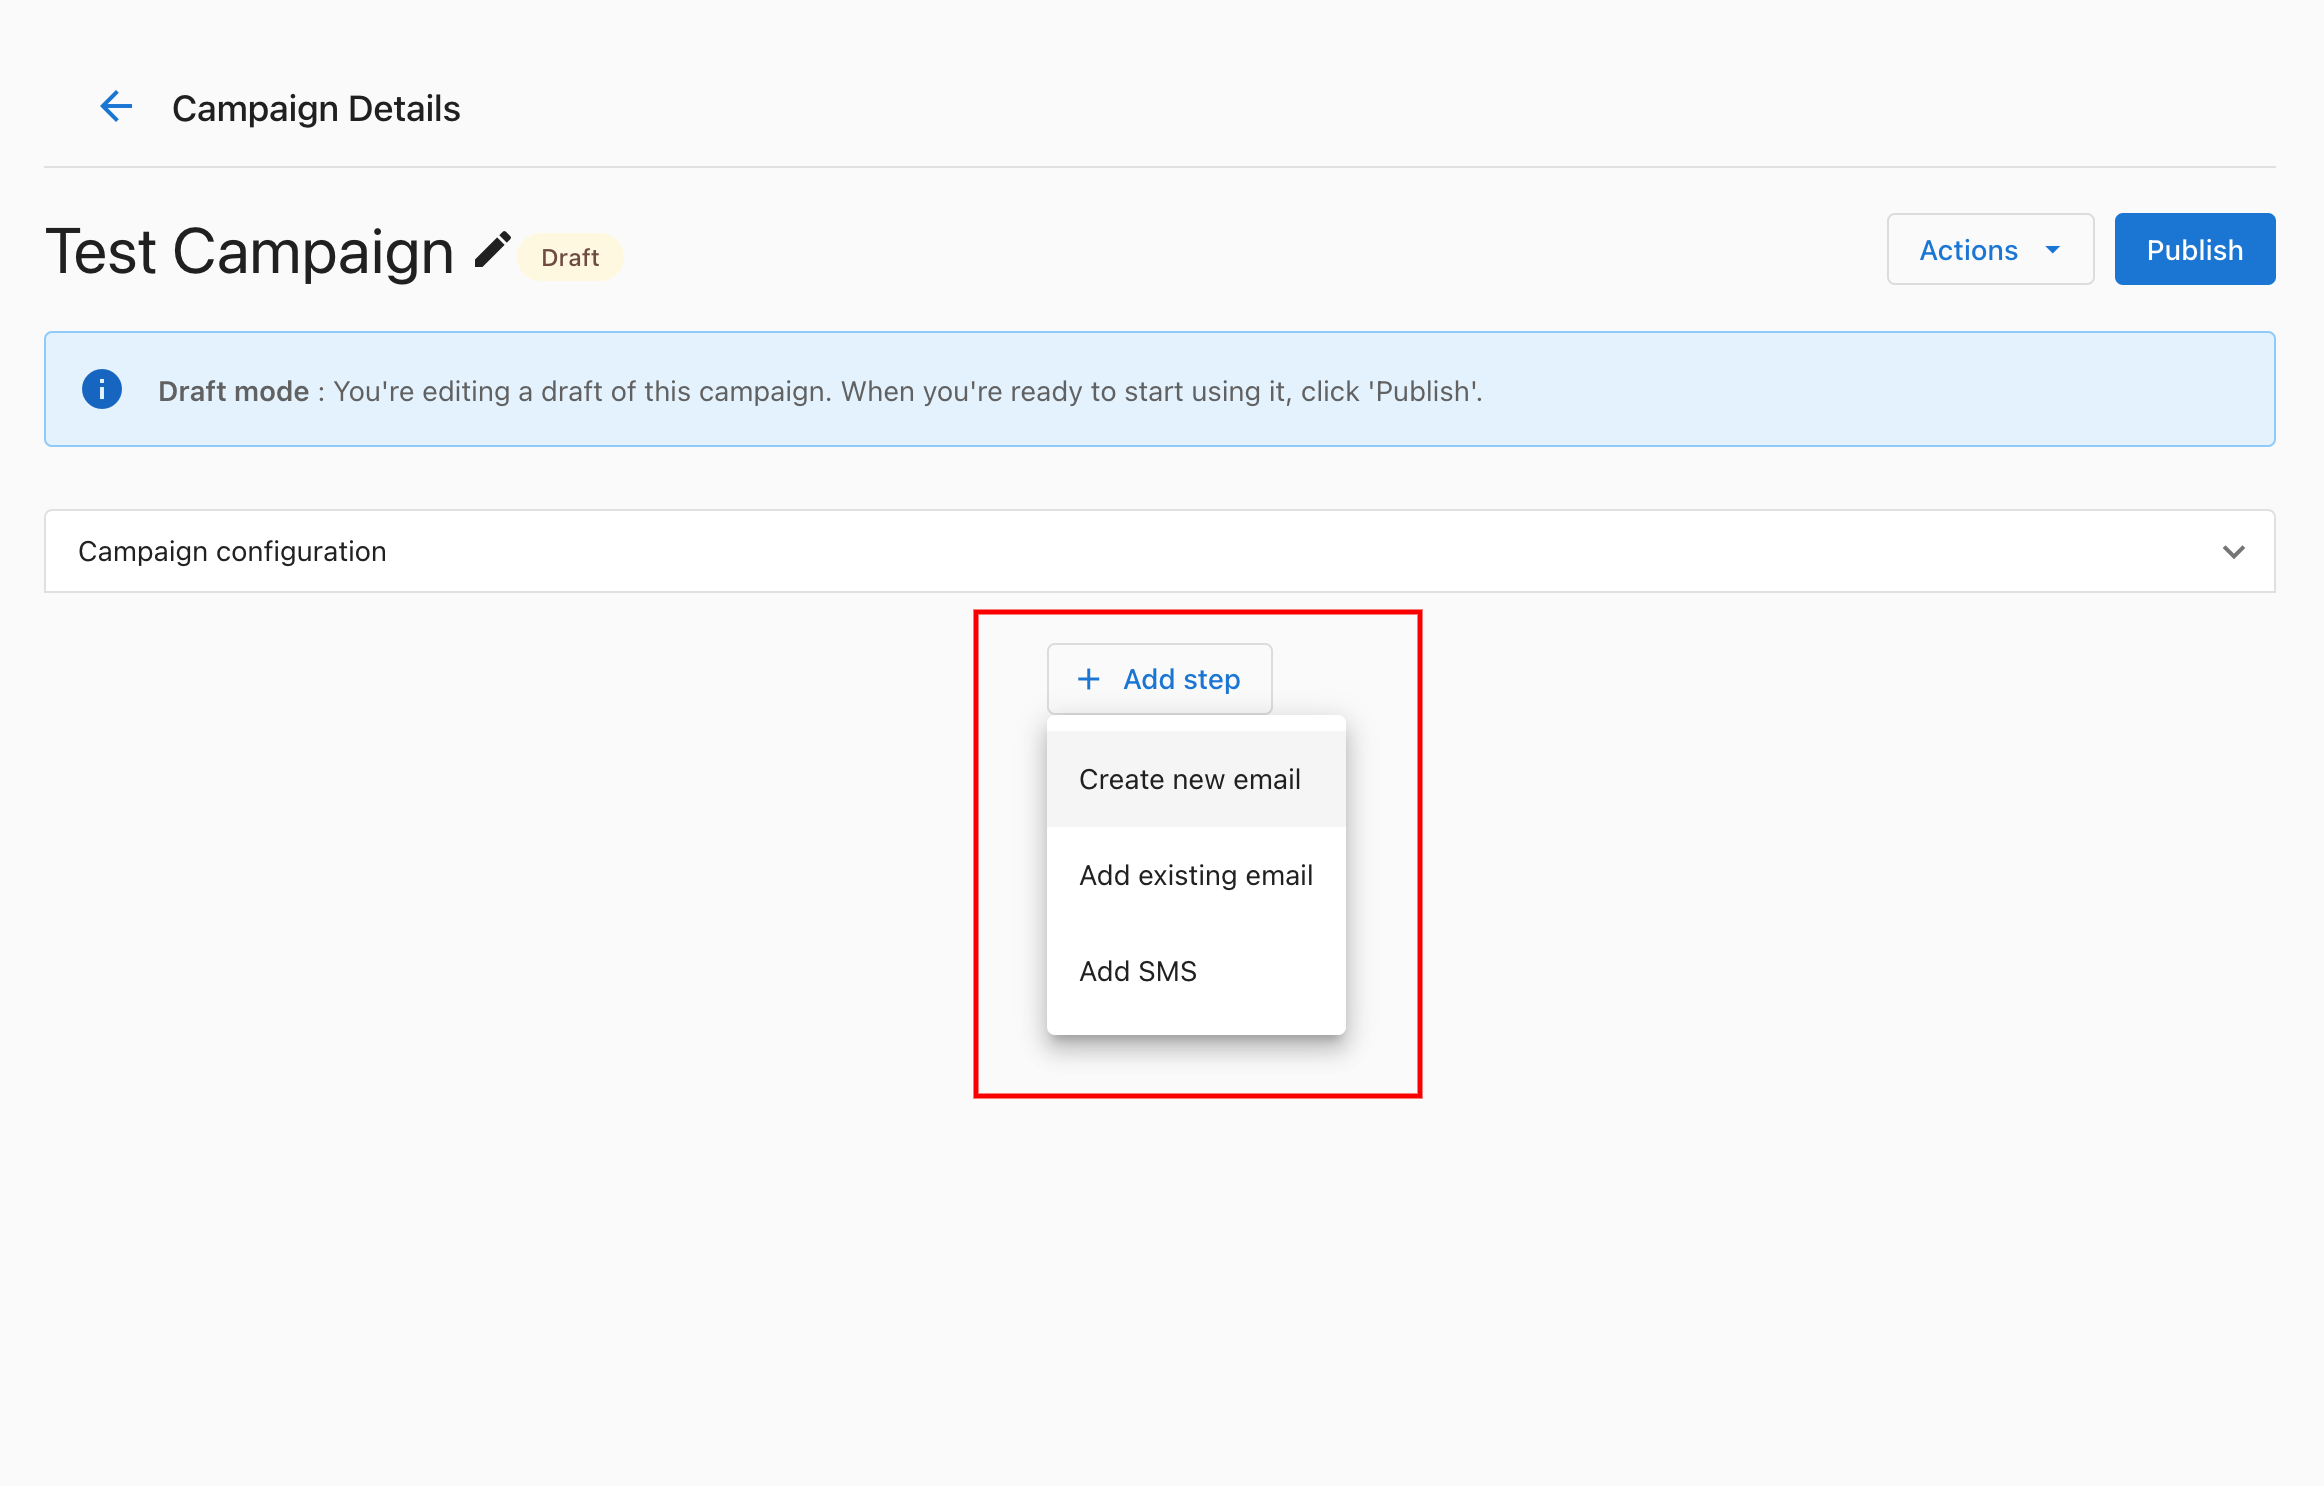 Campaign Details
Test Campaign Draft
Actions Publish
Draft mode : You're editing a draft of this campaign. When you're ready to start using it, click 'Publish'.
Campaign configuration
+ Add step
Create new email
Add existing email
Add SMS